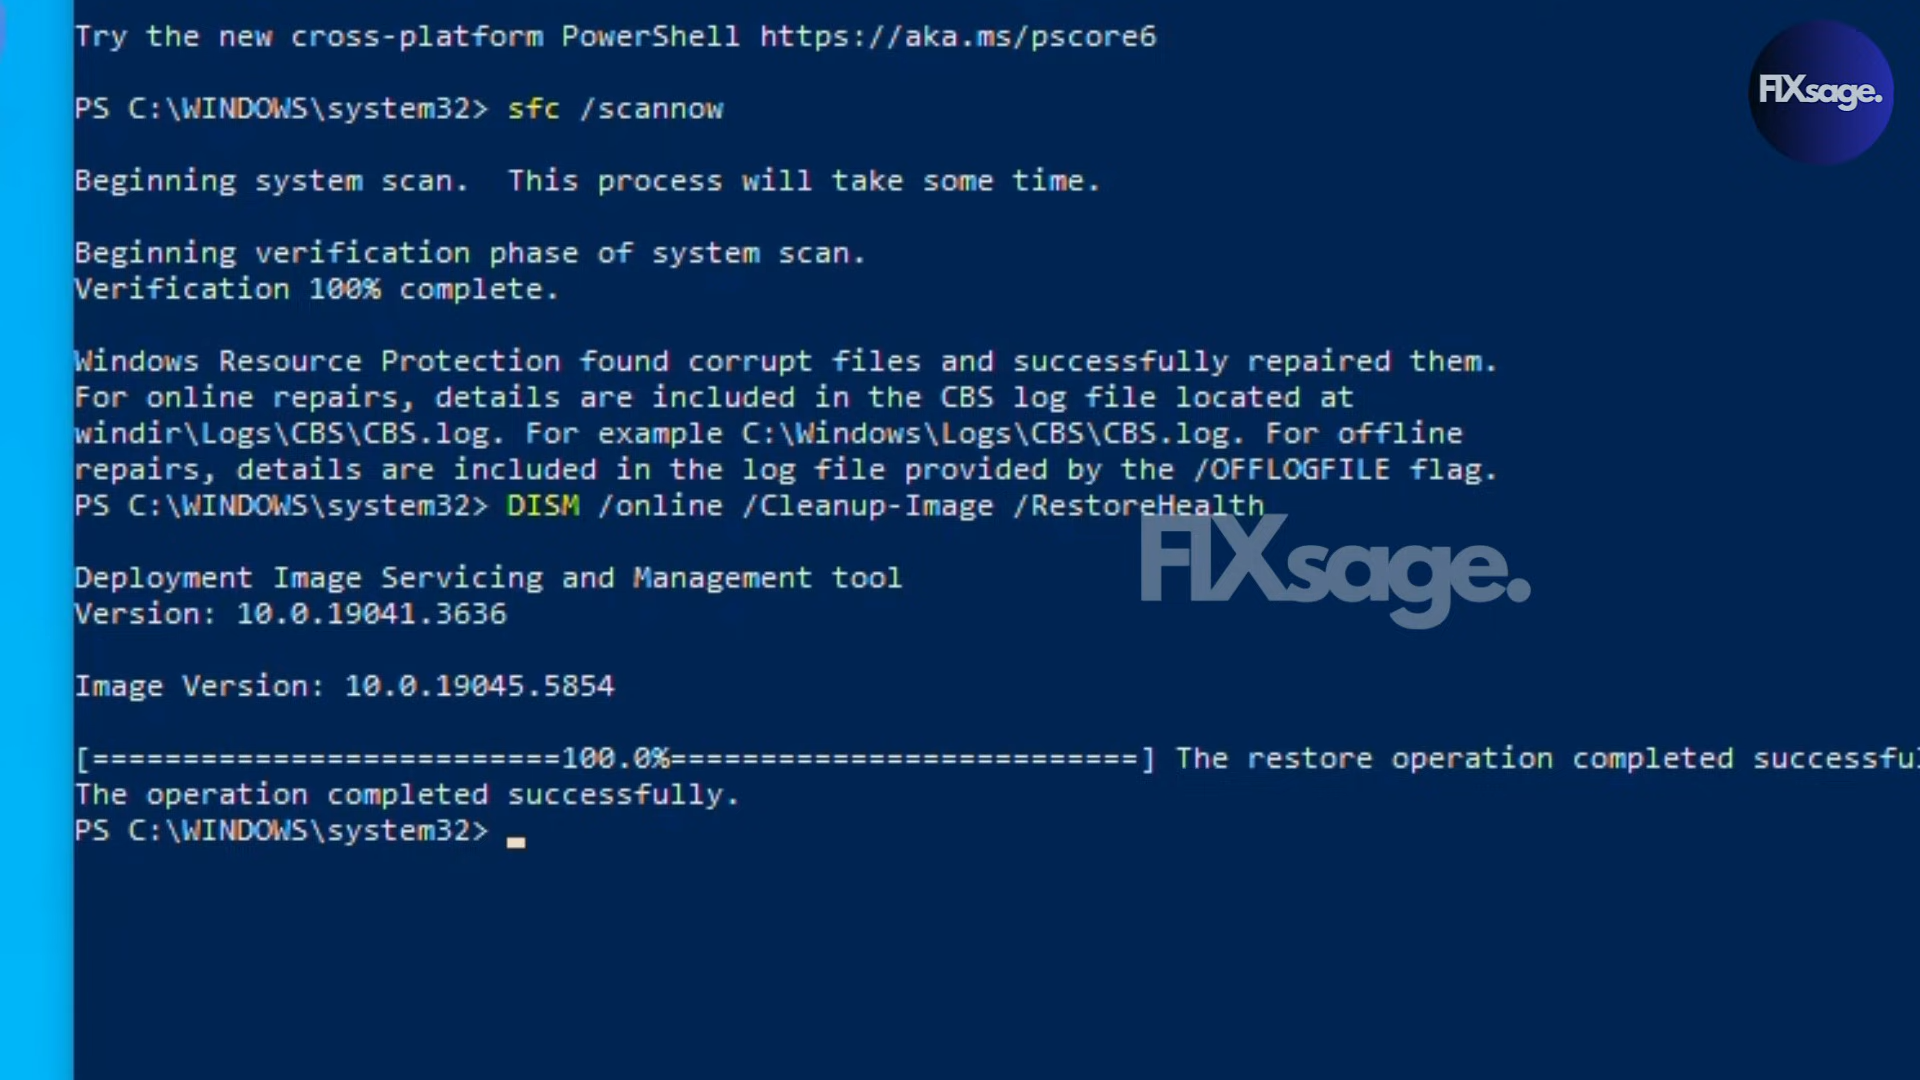 Try the new cross-platform PowerShell https://aka.ms/pscore6
FIXsage.
PS C:\WINDOWS\system32> sfc /scannow
Beginning system scan.  This process will take some time.
Beginning verification phase of system scan.
Verification 100% complete.
Windows Resource Protection found corrupt files and successfully repaired them.
For online repairs, details are included in the CBS log file located at
windir\Logs\CBS\CBS.log. For example C:\Windows\Logs\CBS\CBS.log. For offline
repairs, details are included in the log file provided by the /OFFLOGFILE flag.
PS C:\WINDOWS\system32> DISM /online /Cleanup-Image /RestoreHealth
FIXsage.
Deployment Image Servicing and Management tool
Version: 10.0.19041.3636
Image Version: 10.0.19045.5854
[==========================100.0%==========================] The restore operation completed successful
The operation completed successfully.
PS C:\WINDOWS\system32>